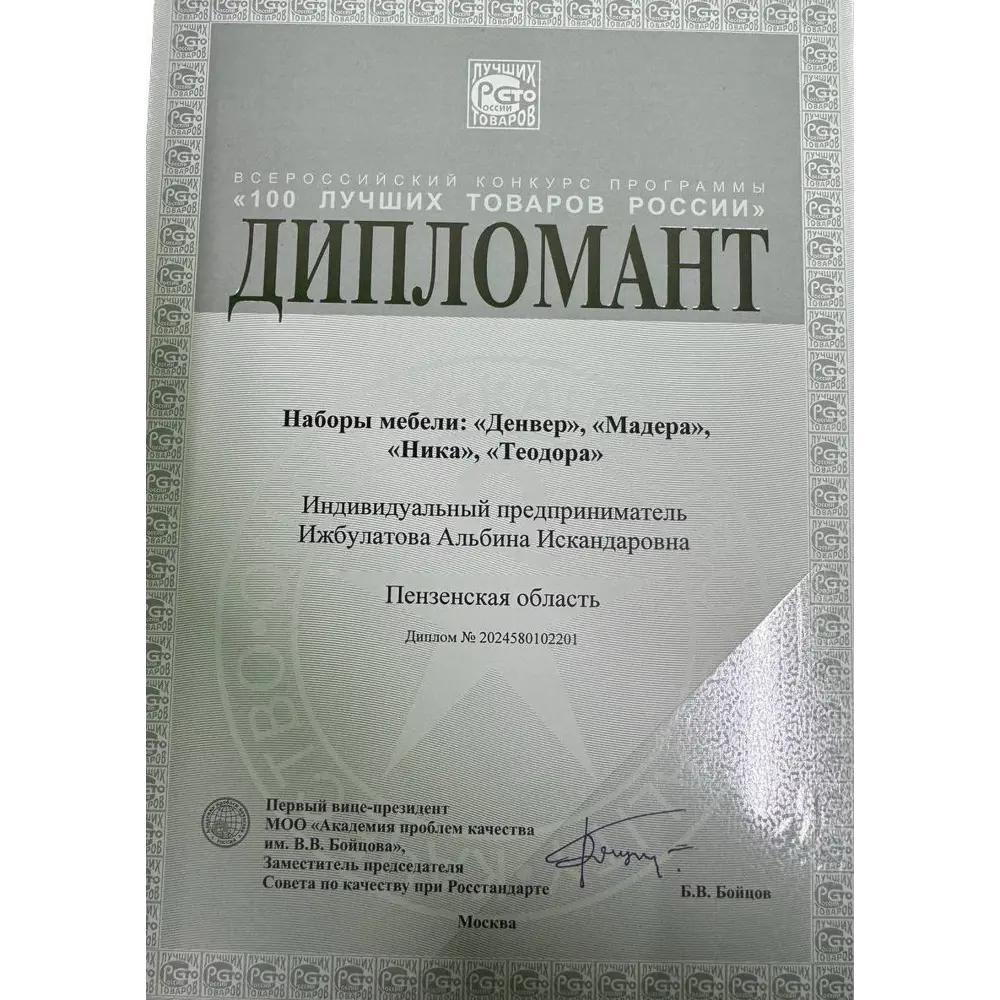 ЛУЧШИХ
РСТо
РОССИИ
ТОВАРОВ
ВСЕРОССИЙСКИЙ КОНКУРС ПРОГРАММЫ
«100 ЛУЧШИХ ТОВАРОВ РОССИИ»
ДИПЛОМАНТ
Наборы мебели: «Денвер», «Мадера»,
«Ника», «Теодора»
Индивидуальный предприниматель
Ижбулатова Альбина Искандаровна
Пензенская область
Диплом № 2024580102201
Первый вице-президент
МОО «Академия проблем качества
им. В.В. Бойцова»,
Заместитель председателя
Совета по качеству при Росстандарте
Б.В. Бойцов
Москва